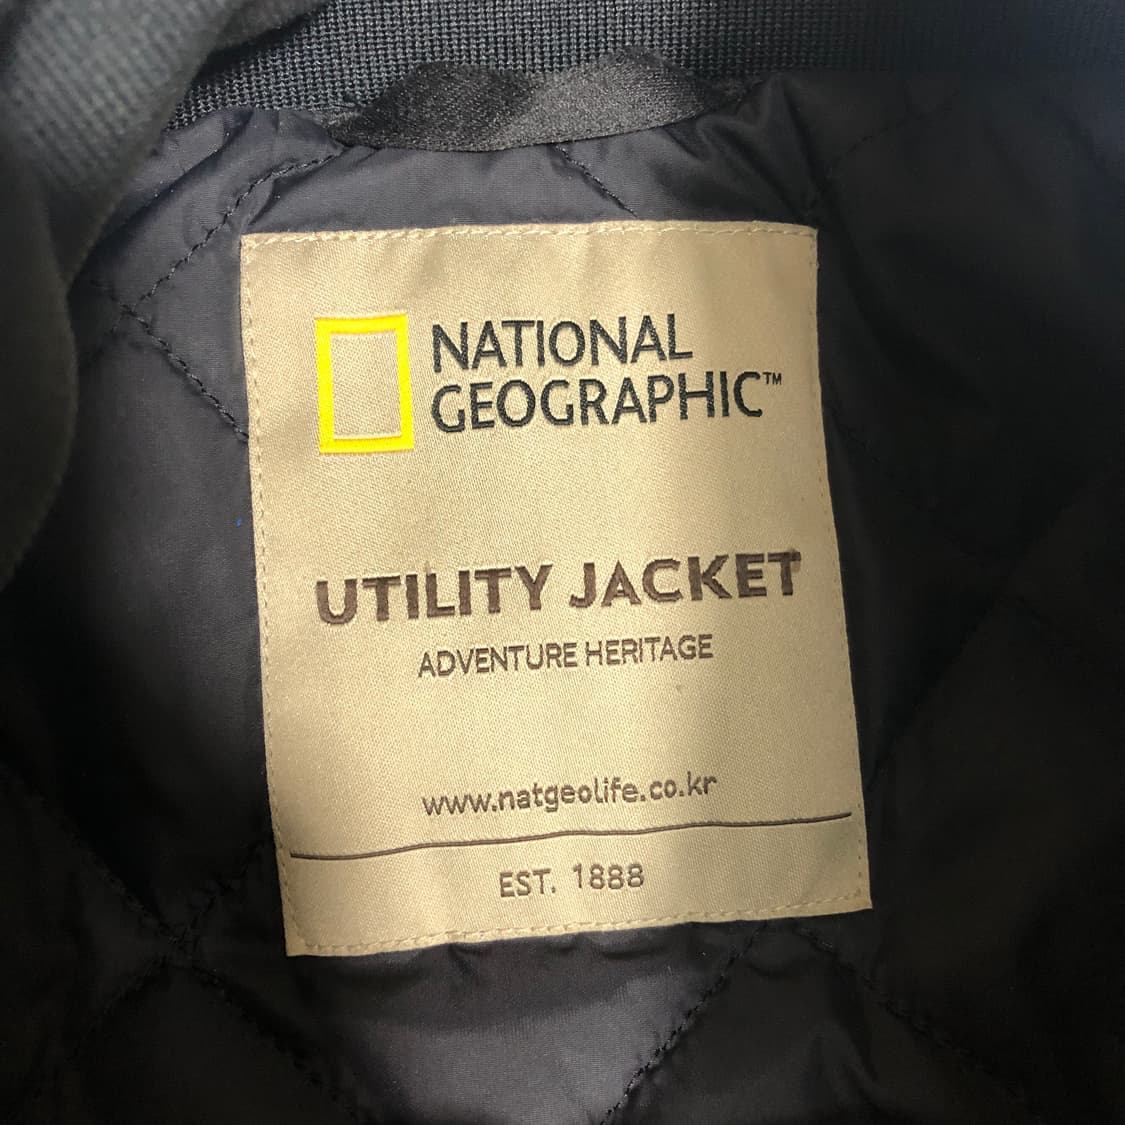 NATIONAL
GEOGRAPHIC™
UTILITY JACKET
ADVENTURE HERITAGE
www.natgeolife.co.kr
EST. 1888